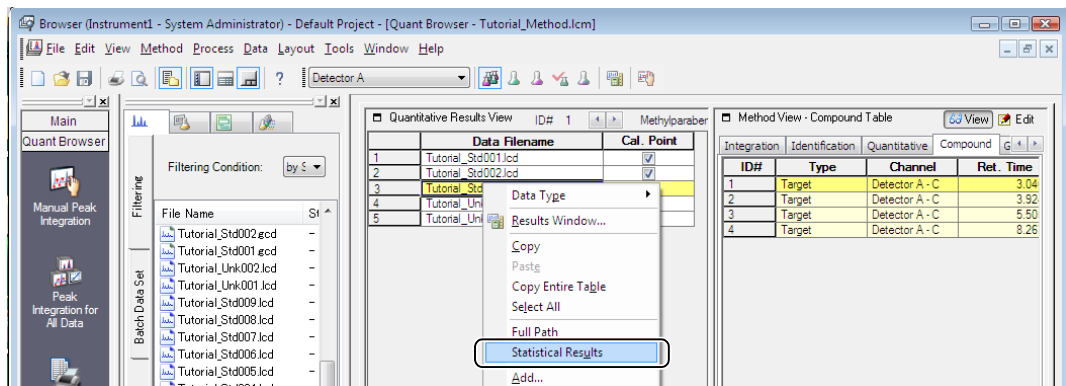 Browser (Instrument1 - System Administrator) - Default Project - [Quant Browser - Tutorial_Method.lcm]
File Edit View Method Process Data Layout Tools Window Help
Detector A
Main
Quant Browser
Manual Peak
Integration
Peak
Integration for
All Data
Filtering
Batch Data Set
Filtering Condition: by S
File Name St
Tutorial_Std002.gcd -
Tutorial_Std001.gcd -
Tutorial_Unk002.lcd -
Tutorial_Unk001.lcd -
Tutorial_Std009.lcd -
Tutorial_Std008.lcd -
Tutorial_Std007.lcd -
Tutorial_Std006.lcd -
Tutorial_Std005.lcd -
Quantitative Results View ID# 1 Methylparaber
Data Filename Cal. Point
1 Tutorial_Std001.lcd
2 Tutorial_Std002.lcd
3 Tutorial_Std
4 Tutorial_Un
5 Tutorial_Un
Data Type
Results Window...
Copy
Paste
Copy Entire Table
Select All
Full Path
Statistical Results
Add...
Method View - Compound Table View Edit
Integration Identification Quantitative Compound G
ID# Type Channel Ret. Time
1 Target Detector A - C 3.04
2 Target Detector A - C 3.92
3 Target Detector A - C 5.50
4 Target Detector A - C 8.26